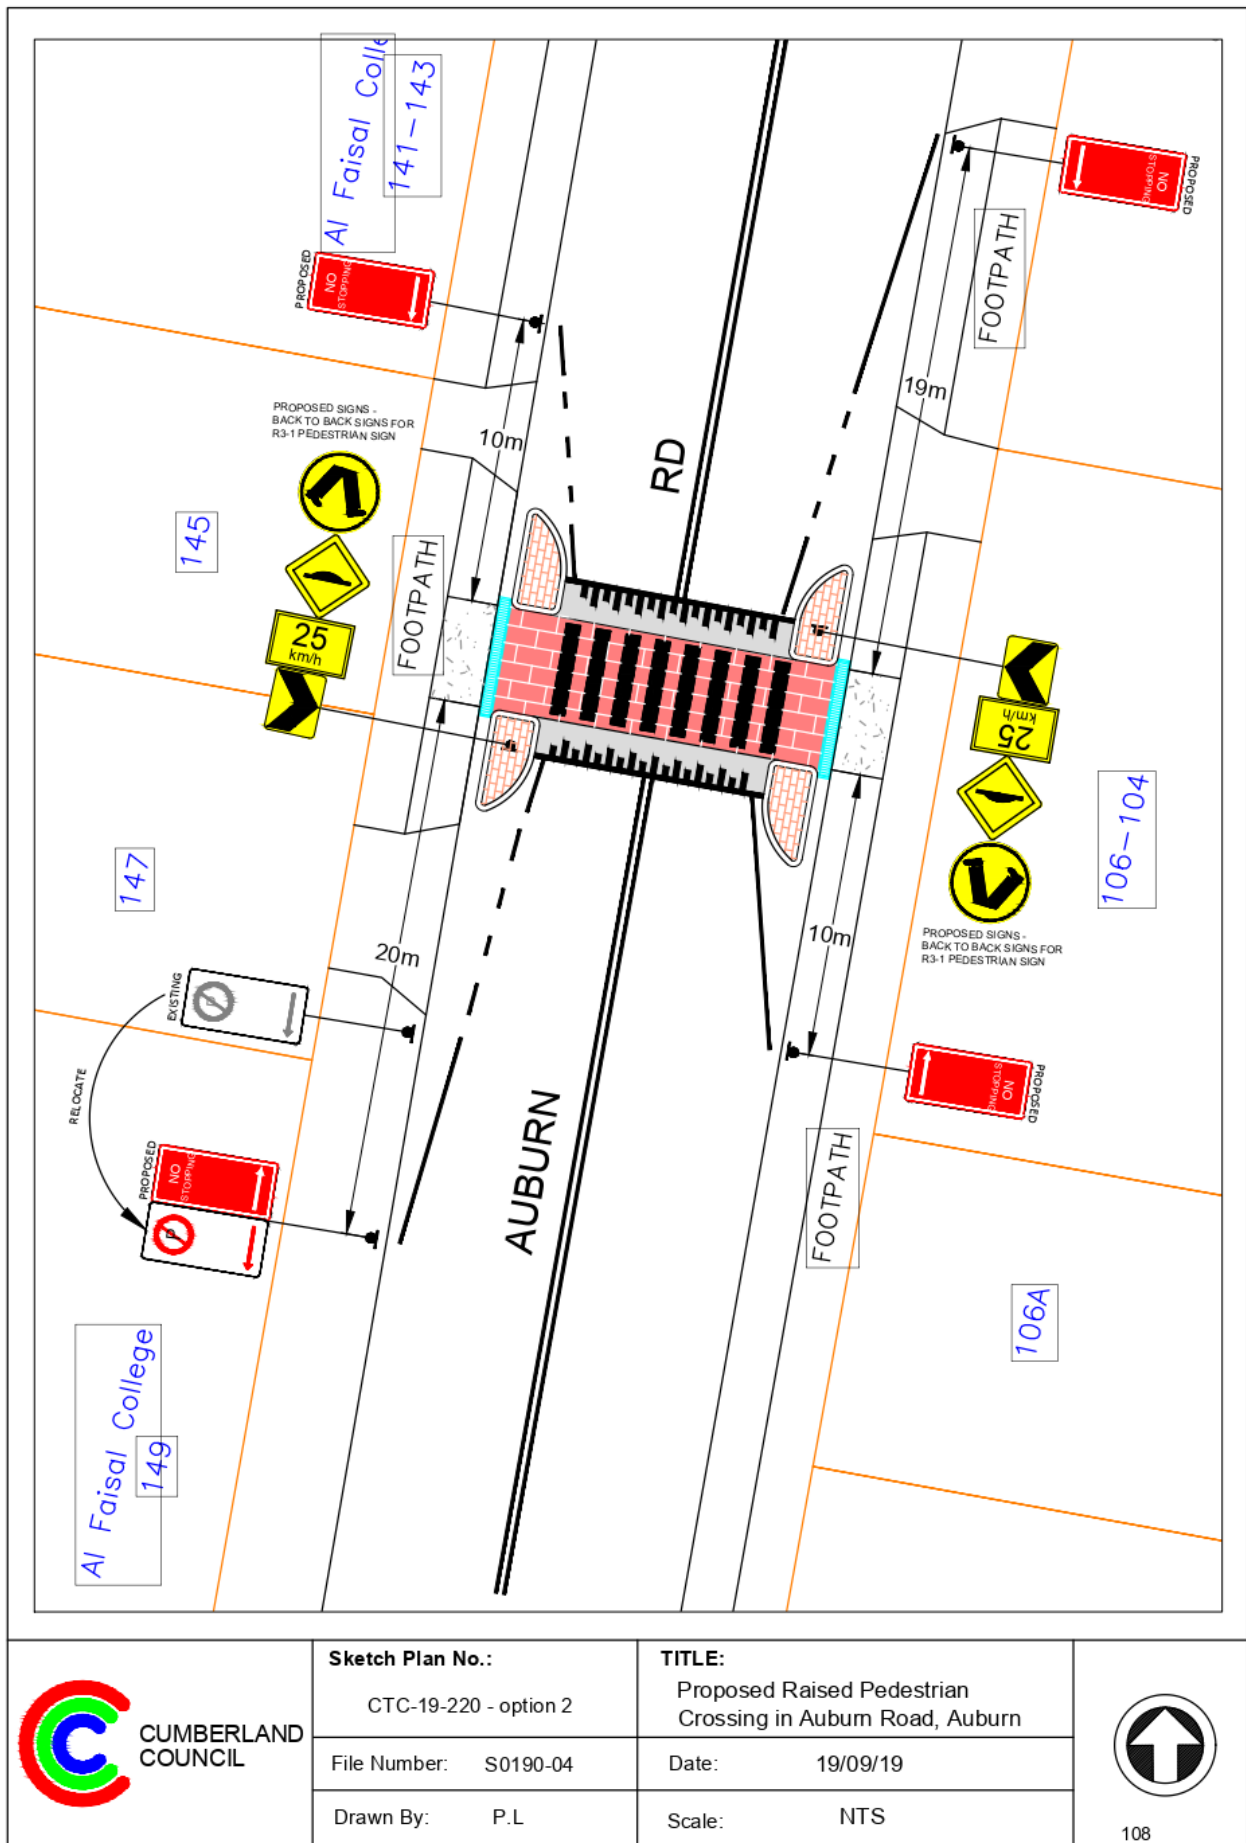 Al Faisal Colle
141-143
PROPOSED
NO
STOPPING
PROPOSED
NO
STOPPING
FOOTPATH
19m
PROPOSED SIGNS -
BACK TO BACK SIGNS FOR
R3-1 PEDESTRIAN SIGN
10m
RD
145
FOOTPATH
25
km/h
25
km/h
106-104
147
PROPOSED SIGNS -
BACK TO BACK SIGNS FOR
R3-1 PEDESTRIAN SIGN
20m
10m
EXISTING
P
RELOCATE
PROPOSED
NO
STOPPING
P
AUBURN
NO
STOPPING
PROPOSED
FOOTPATH
106A
Al Faisal College
149
CUMBERLAND
COUNCIL
Sketch Plan No.:
CTC-19-220 - option 2
TITLE:
Proposed Raised Pedestrian
Crossing in Auburn Road, Auburn
File Number: S0190-04
Date: 19/09/19
Drawn By: P.L
Scale: NTS
108